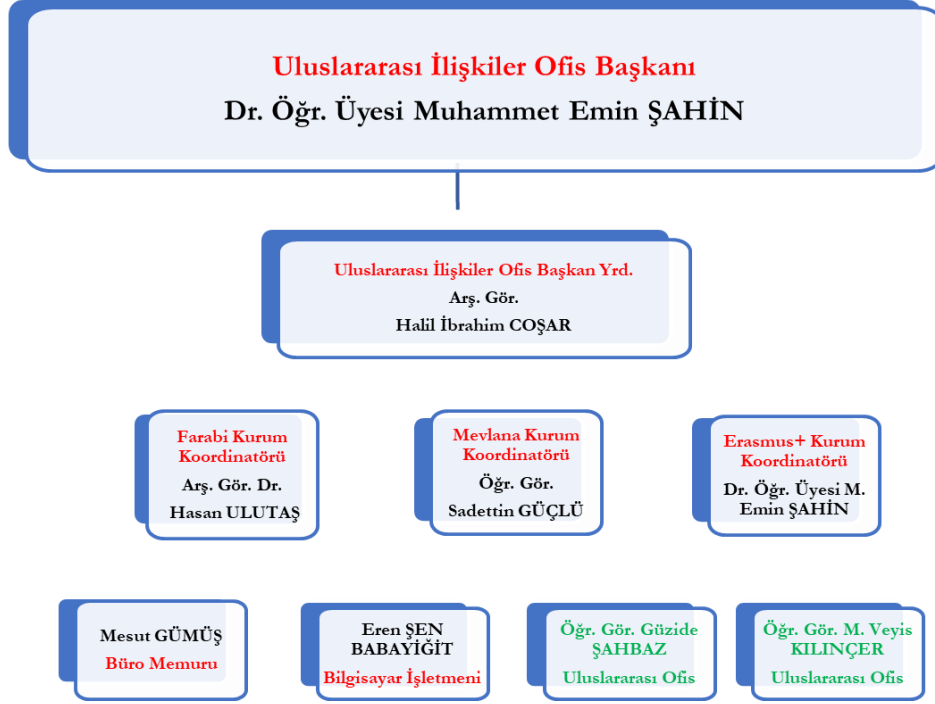 Uluslararası İlişkiler Ofis Başkanı
Dr. Öğr. Üyesi Muhammet Emin ŞAHİN
Uluslararası İlişkiler Ofis Başkan Yrd.
Arş. Gör.
Halil İbrahim COŞAR
Farabi Kurum
Koordinatörü
Arş. Gör. Dr.
Hasan ULUTAŞ
Mevlana Kurum
Koordinatörü
Öğr. Gör.
Sadettin GÜÇLÜ
Erasmus+ Kurum
Koordinatörü
Dr. Öğr. Üyesi M.
Emin ŞAHİN
Mesut GÜMÜŞ
Büro Memuru
Eren ŞEN
BABAYİĞİT
Bilgisayar İşletmeni
Öğr. Gör. Güzide
ŞAHBAZ
Uluslararası Ofis
Öğr. Gör. M. Veyis
KILINÇER
Uluslararası Ofis